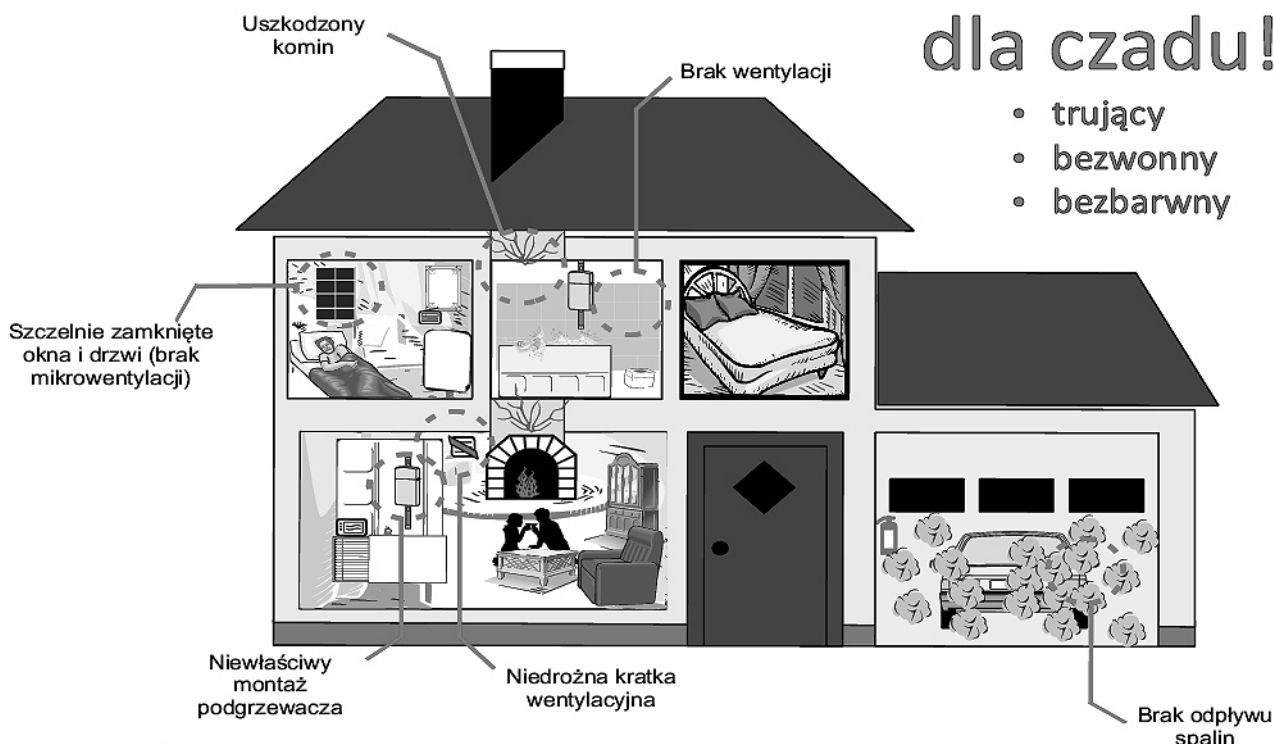 dla czadu!
• trujący
• bezwonny
• bezbarwny
Uszkodzony
komin
Brak wentylacji
Szczelnie zamknięte
okna i drzwi (brak
mikrowentylacji)
Niewłaściwy
montaż
podgrzewacza
Niedrożna kratka
wentylacyjna
Brak odpływu
spalin